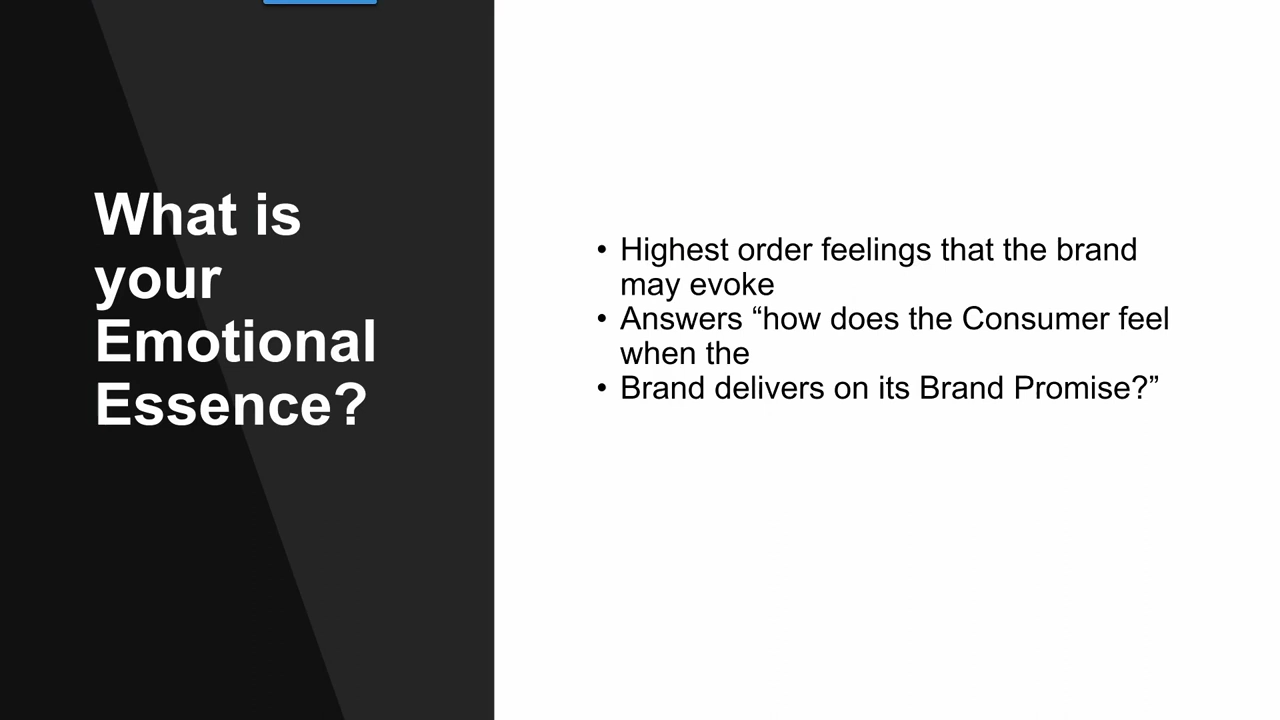 What is
your
Emotional
Essence?
• Highest order feelings that the brand
may evoke
• Answers “how does the Consumer feel
when the
• Brand delivers on its Brand Promise?”